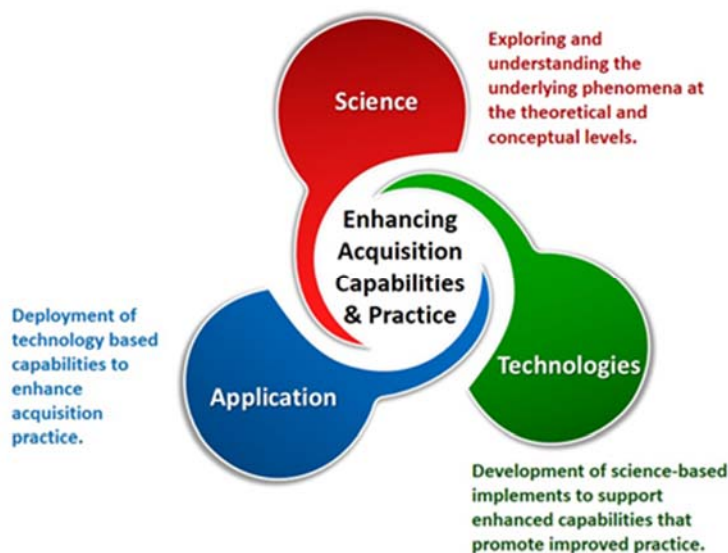 Science
Exploring and
understanding the
underlying phenomena at
the theoretical and
conceptual levels.
Enhancing
Acquisition
Capabilities
& Practice
Deployment of
technology based
capabilities to
enhance
acquisition
practice.
Application
Technologies
Development of science-based
implements to support
enhanced capabilities that
promote improved practice.